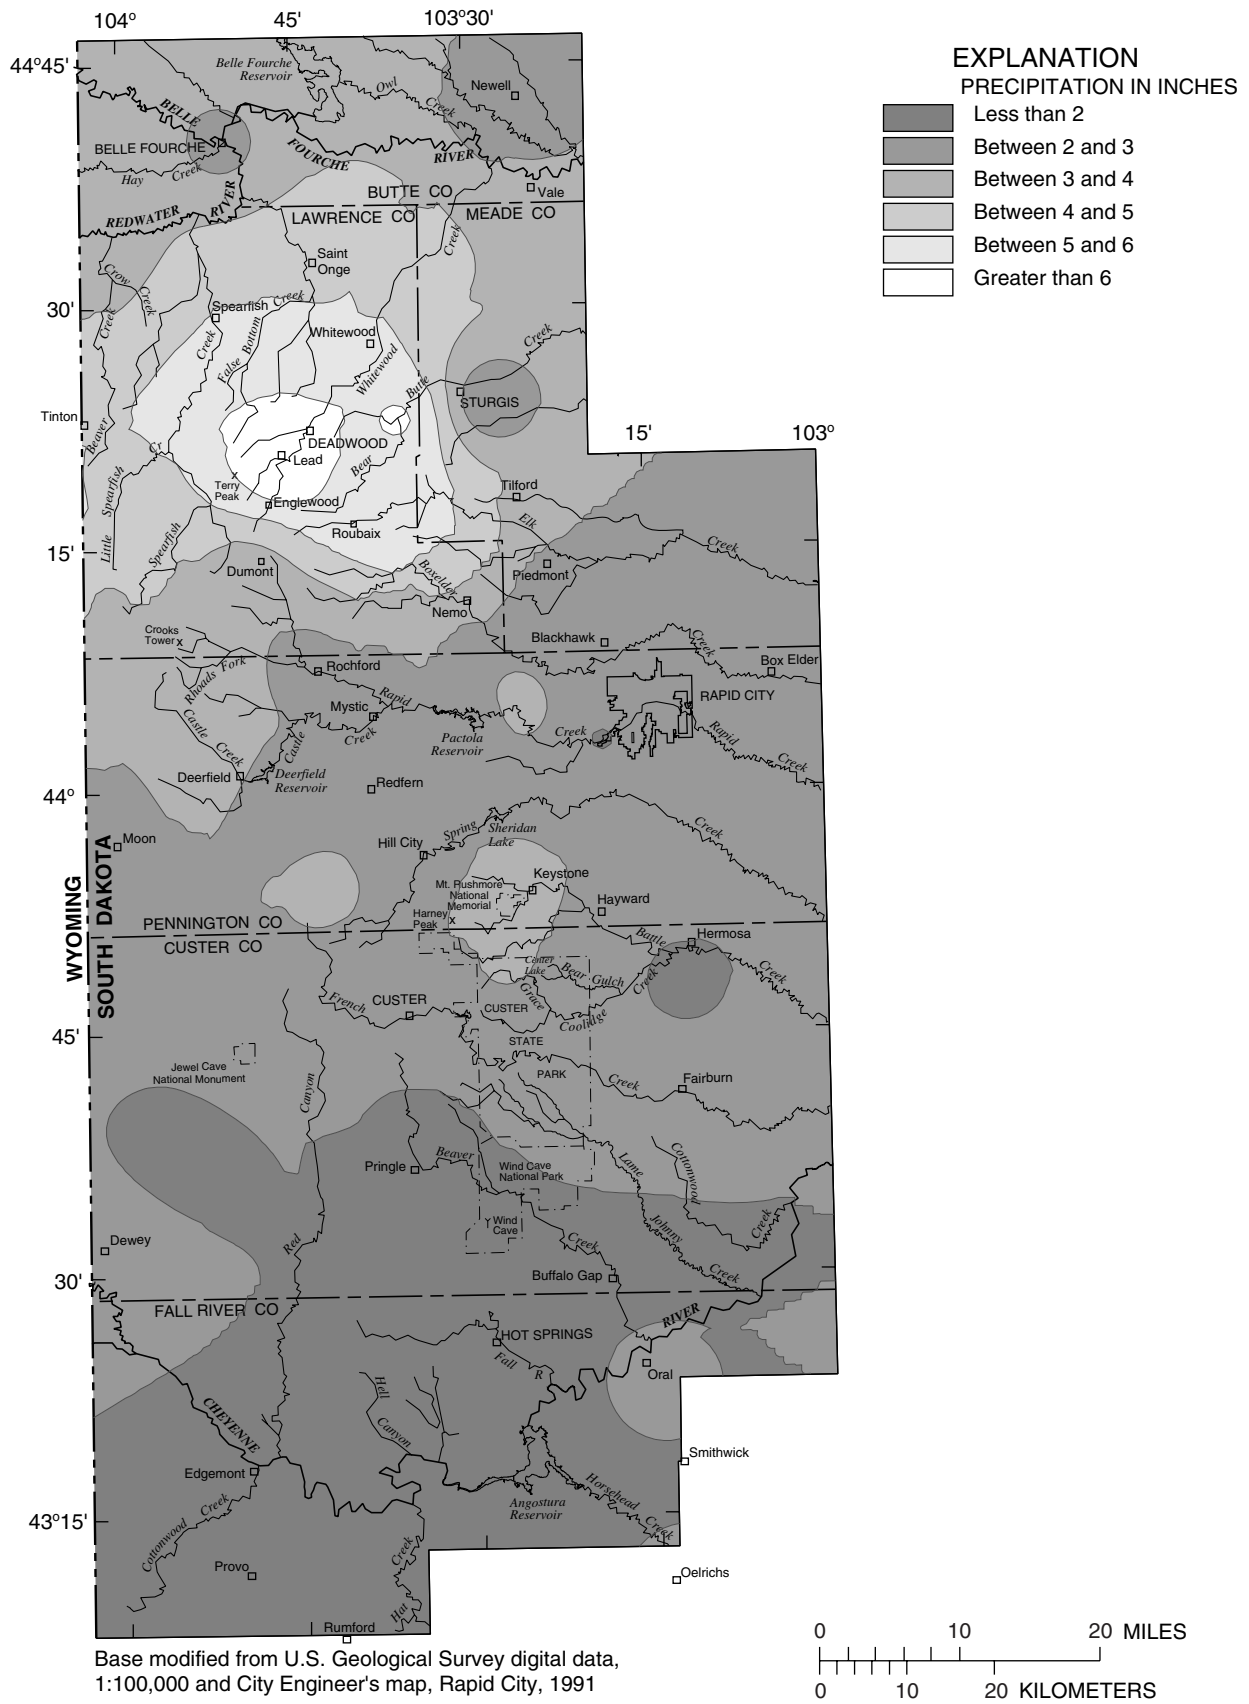 104°
45'
103°30'
44°45'
Belle Fourche
Reservoir
Owl
Creek
Newell
BELLE
BELLE FOURCHE
FOURCHE
RIVER
Hay
Creek
Vale
BUTTE CO
REDWATER
RIVER
LAWRENCE CO
MEADE CO
Creek
Saint
Onge
Crow
Creek
Creek
30'
Spearfish
Creek
Whitewood
Creek
False
Bottom
Creek
Whitewood
Butte
STURGIS
Tinton
15'
103°
Beaver
Cr
DEADWOOD
Lead
Bear
Terry
Peak
Spearfish
Little
Englewood
Tilford
Elk
Roubaix
Spearfish
Creek
15'
Dumont
Boxelder
Piedmont
Nemo
Crooks
Tower
Blackhawk
Creek
Box Elder
Rhoads Fork
Rochford
Rapid
RAPID CITY
Mystic
Creek
Castle
Creek
Castle
Pactola
Reservoir
Creek
Rapid
Creek
Deerfield
Deerfield
Reservoir
Redfern
44°
Spring
Sheridan
Lake
Creek
Moon
Hill City
WYOMING
SOUTH DAKOTA
Keystone
Mt. Rushmore
National
Memorial
Hayward
Harney
Peak
PENNINGTON CO
CUSTER CO
Battle
Creek
Hermosa
Creek
Center
Lake
Bear
Gulch
Grace
Coolidge
French
CUSTER
CUSTER
STATE
PARK
45'
Jewel Cave
National Monument
Canyon
Creek
Fairburn
Pringle
Beaver
Wind Cave
National Park
Lame
Cottonwood
Wind
Cave
Johnny
Creek
Dewey
Red
Creek
Creek
30'
Buffalo Gap
FALL RIVER CO
RIVER
HOT SPRINGS
Fall
R
Oral
Hell
Canyon
CHEYENNE
Smithwick
Edgemont
Creek
Cottonwood
Angostura
Reservoir
Horsehead
Creek
43°15'
Creek
Provo
Oelrichs
Hat
Rumford
EXPLANATION
PRECIPITATION IN INCHES
Less than 2
Between 2 and 3
Between 3 and 4
Between 4 and 5
Between 5 and 6
Greater than 6
0 10 20 MILES
0 10 20 KILOMETERS
Base modified from U.S. Geological Survey digital data,
1:100,000 and City Engineer's map, Rapid City, 1991